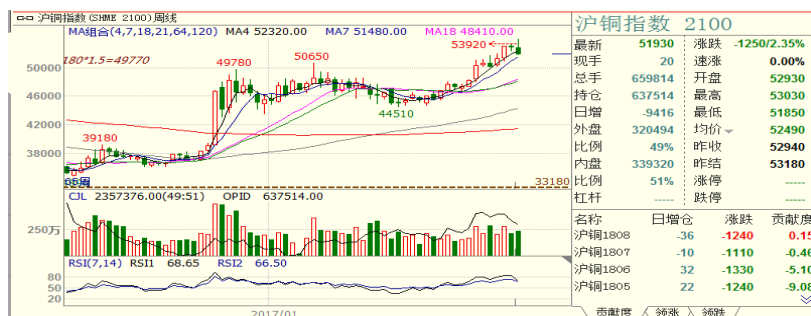 沪铜指数(SHME 2100)周线
MA组合(4,7,18,21,64,120) MA4 52320.00 MA7 51480.00 MA18 48410.00
53920
180*1.5=49770
49780
50650
50000
46000
44510
42000
39180
38000
33180
CJL 2357376.00(49:51) OPID 637514.00
250万
RSI(7,14) RSI1 68.65 RSI2 66.50
80
50
20
2017/01
沪铜指数 2100
最新 51930 涨跌 -1250/2.35%
现手 20 速涨 0.00%
总手 659814 开盘 52930
持仓 637514 最高 53030
日增 -9416 最低 51850
外盘 320494 均价 52490
比例 49% 昨收 52940
内盘 339320 昨结 53180
比例 51% 涨停 -----
杠杆 ----- 跌停 -----
名称 日增仓 涨跌 贡献度
沪铜1808 -36 -1240 0.15
沪铜1807 -10 -1110 -0.46
沪铜1806 32 -1330 -5.10
沪铜1805 22 -1240 -9.08
贡献度 领涨 领跌